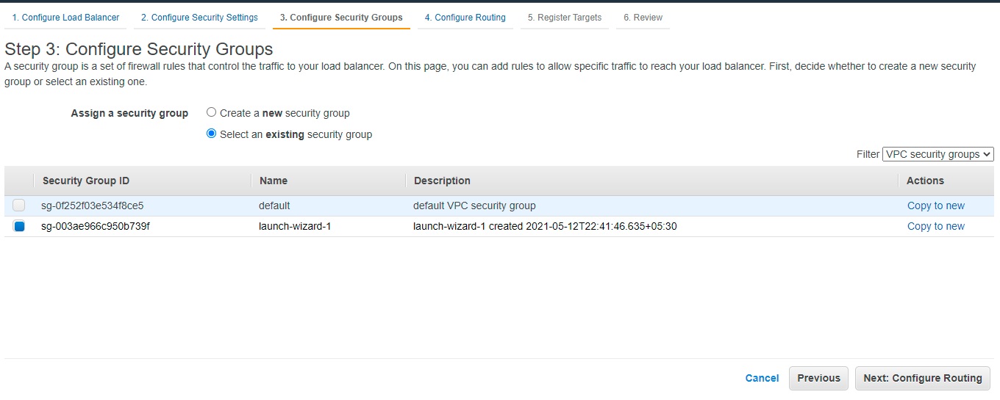 1. Configure Load Balancer 2. Configure Security Settings 3. Configure Security Groups 4. Configure Routing 5. Register Targets 6. Review
Step 3: Configure Security Groups
A security group is a set of firewall rules that control the traffic to your load balancer. On this page, you can add rules to allow specific traffic to reach your load balancer. First, decide whether to create a new security
group or select an existing one.
Assign a security group Create a new security group
Select an existing security group
Filter VPC security groups
Security Group ID Name Description Actions
sg-0f252f03e534f8ce5 default default VPC security group Copy to new
sg-003ae966c950b739f launch-wizard-1 launch-wizard-1 created 2021-05-12T22:41:46.635+05:30 Copy to new
Cancel Previous Next: Configure Routing